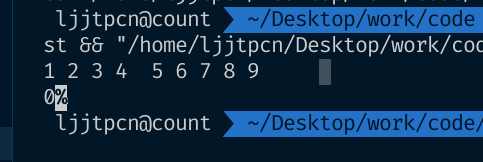 ljjtpcn@count ~/Desktop/work/code
st && "/home/ljjtpcn/Desktop/work/cod
1 2 3 4  5 6 7 8 9
0%
ljjtpcn@count ~/Desktop/work/code/